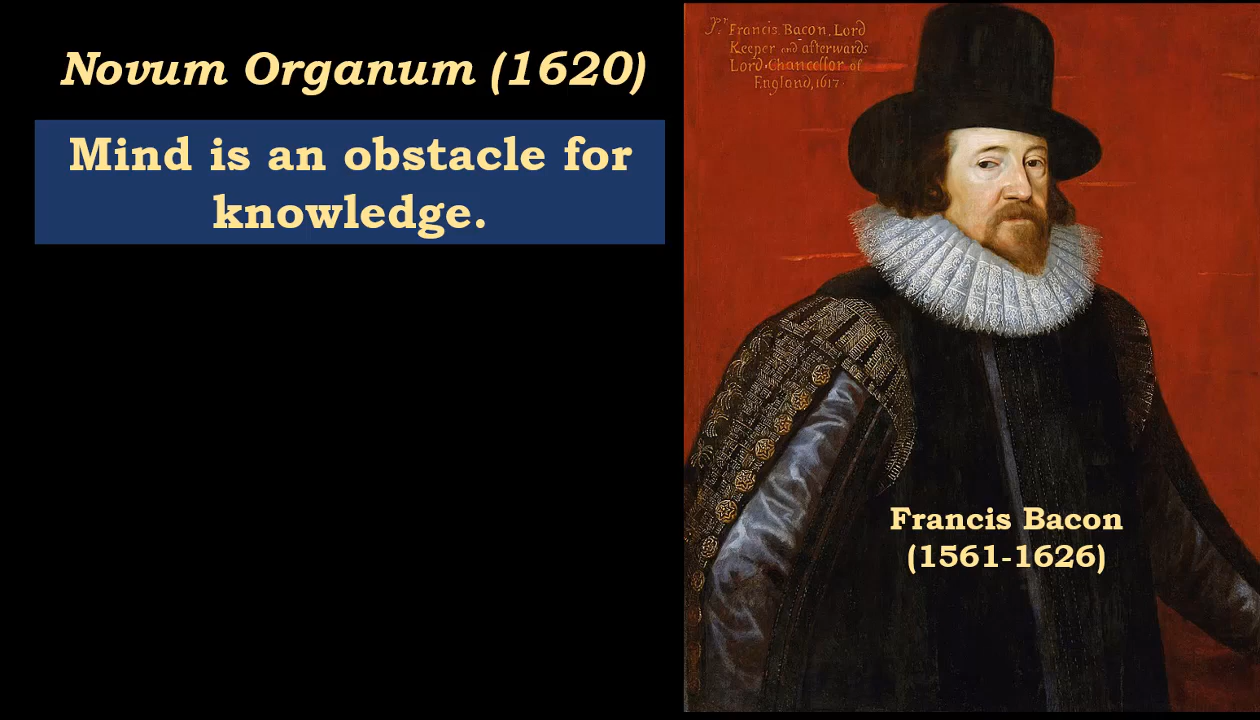 Novum Organum (1620)
Mind is an obstacle for
knowledge.
Francis Bacon, Lord
Keeper and afterwards
Lord Chancellor of
England, 1617.
Francis Bacon
(1561-1626)